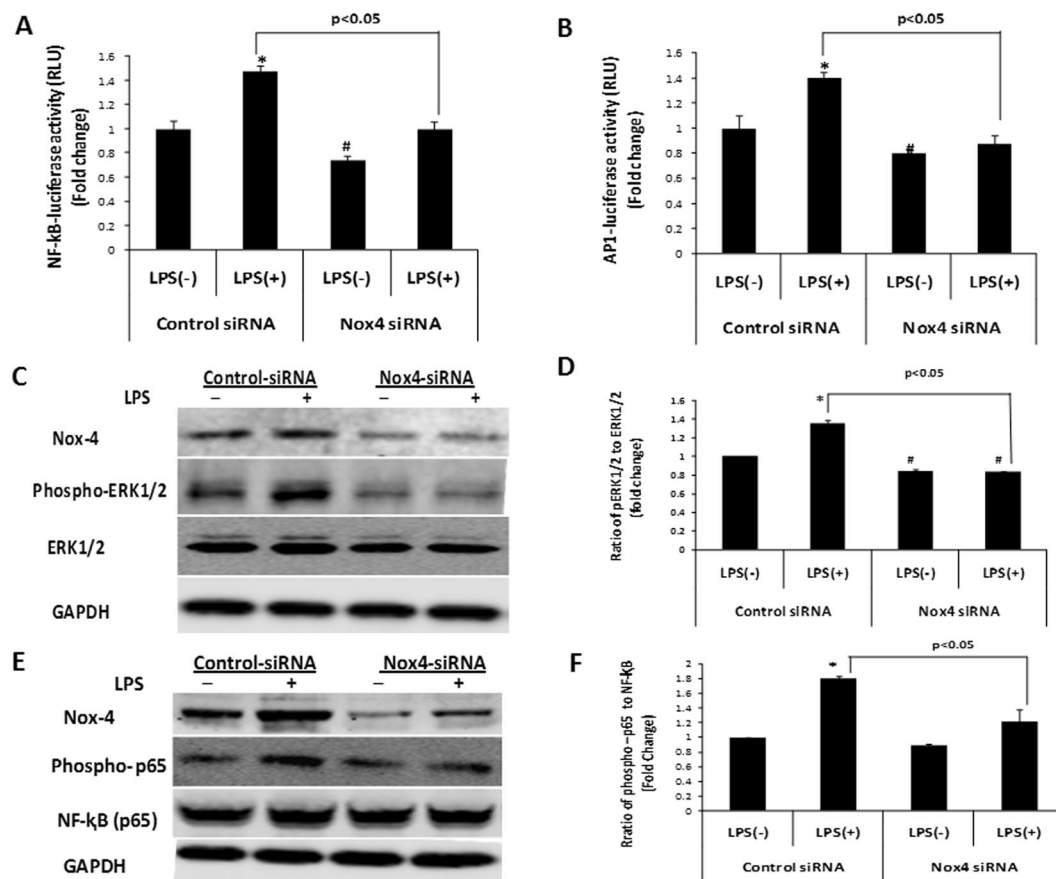 A
p<0.05
NF-kB-luciferase activity (RLU)
(Fold change)
1.6
1.4
1.2
1
0.8
0.6
0.4
0.2
0
*
#
LPS(-) LPS(+) LPS(-) LPS(+)
Control siRNA Nox4 siRNA
B
p<0.05
AP1-luciferase activity (RLU)
(Fold change)
1.6
1.4
1.2
1
0.8
0.6
0.4
0.2
0
*
#
LPS(-) LPS(+) LPS(-) LPS(+)
Control siRNA Nox4 siRNA
C
Control-siRNA Nox4-siRNA
LPS – + – +
Nox-4
Phospho-ERK1/2
ERK1/2
GAPDH
D
p<0.05
Ratio of pERK1/2 to ERK1/2
(fold change)
1.6
1.4
1.2
1
0.8
0.6
0.4
0.2
0
*
# #
LPS(-) LPS(+) LPS(-) LPS(+)
Control siRNA Nox4 siRNA
E
Control-siRNA Nox4-siRNA
LPS – + – +
Nox-4
Phospho-p65
NF-ķB (p65)
GAPDH
F
p<0.05
Rratio of phospho-p65 to NF-ķB
(Fold Change)
2
1.8
1.6
1.4
1.2
1
0.8
0.6
0.4
0.2
0
*
LPS(-) LPS(+) LPS(-) LPS(+)
Control siRNA Nox4 siRNA